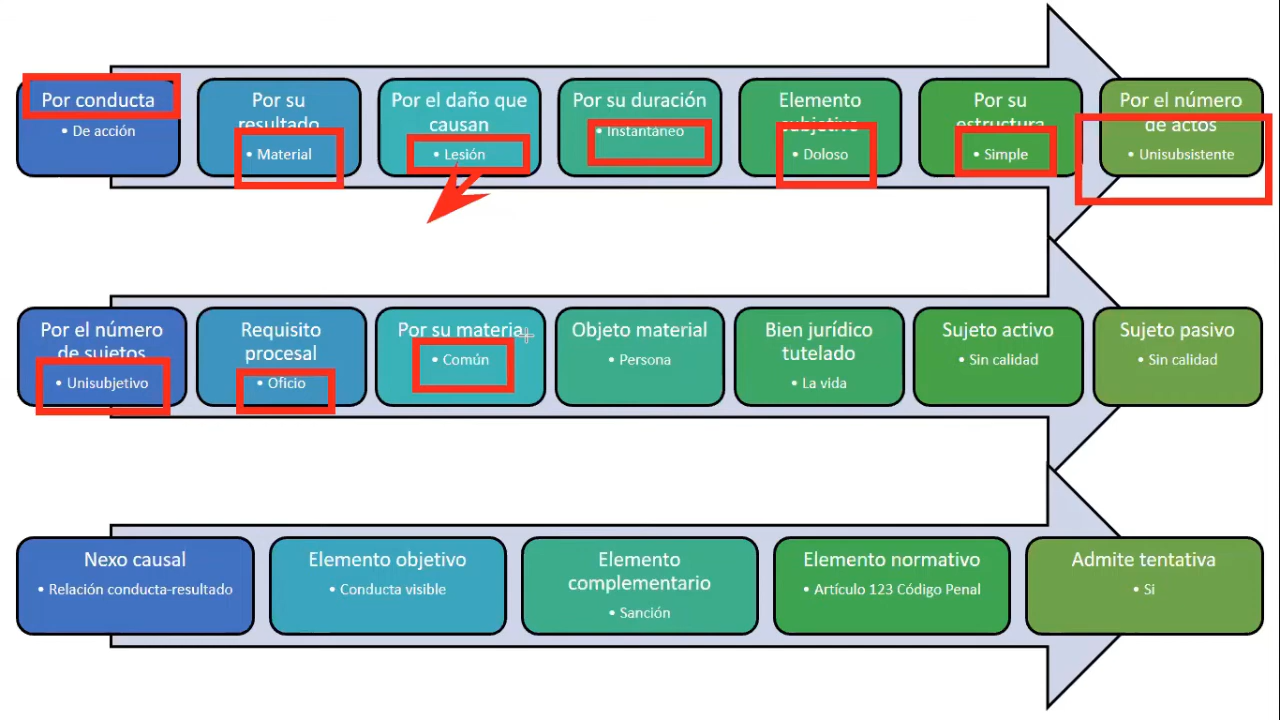 Por conducta
• De acción
Por su
resultado
• Material
Por el daño que
causan
• Lesión
Por su duración
• Instantáneo
Elemento
subjetivo
• Doloso
Por su
estructura
• Simple
Por el número
de actos
• Unisubsistente
Por el número
de sujetos
• Unisubjetivo
Requisito
procesal
• Oficio
Por su materia
• Común
Objeto material
• Persona
Bien jurídico
tutelado
• La vida
Sujeto activo
• Sin calidad
Sujeto pasivo
• Sin calidad
Nexo causal
• Relación conducta-resultado
Elemento objetivo
• Conducta visible
Elemento
complementario
• Sanción
Elemento normativo
• Artículo 123 Código Penal
Admite tentativa
• Si